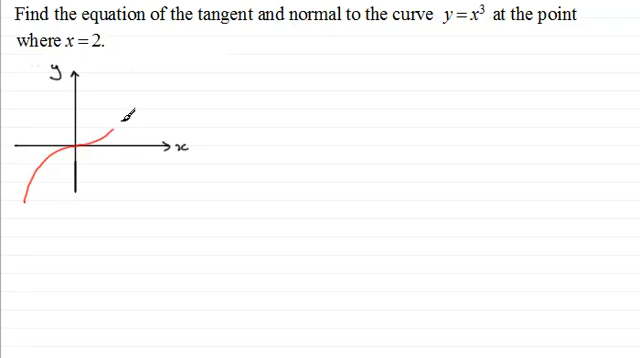 Find the equation of the tangent and normal to the curve y = x³ at the point
where x = 2.
y
x